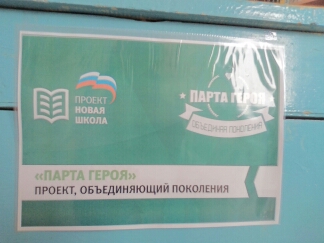 ПРОЕКТ
НОВАЯ
ШКОЛА
ПАРТА ГЕРОЯ
ОБЪЕДИНЯЯ ПОКОЛЕНИЯ
«ПАРТА ГЕРОЯ»
ПРОЕКТ, ОБЪЕДИНЯЮЩИЙ ПОКОЛЕНИЯ